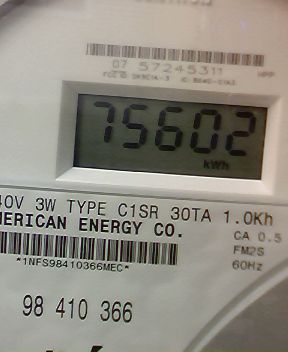 07 57245311
75602
kWh
40V 3W TYPE C1SR 30TA 1.0Kh
MERICAN ENERGY CO.
CA 0.5
FM2S
*1NFS98410366MEC*
60Hz
98 410 366